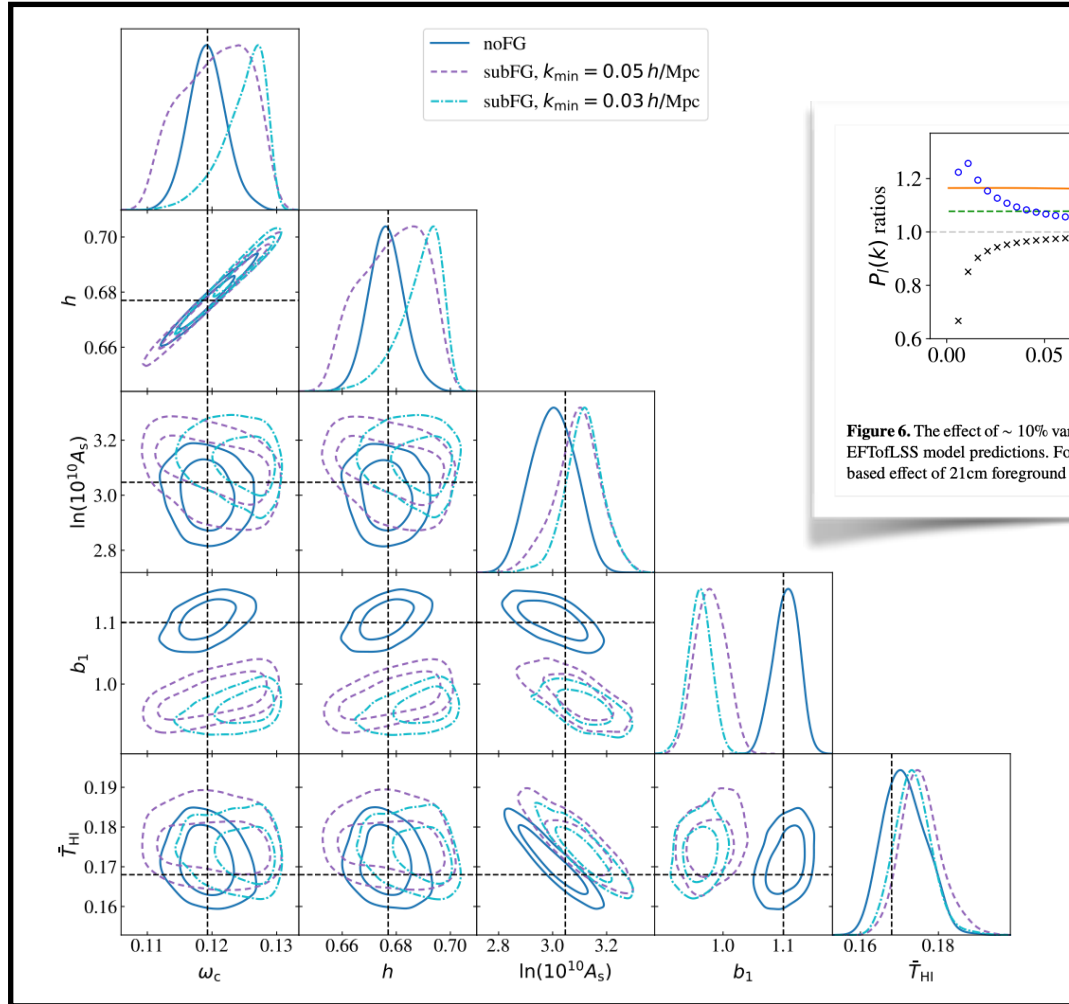 noFG
subFG, k_min = 0.05 h/Mpc
subFG, k_min = 0.03 h/Mpc
0.70
0.68
0.66
h
3.2
3.0
2.8
ln(10^10 A_s)
1.1
1.0
b_1
0.19
0.18
0.17
0.16
T̄_HI
0.11 0.12 0.13
ω_c
0.66 0.68 0.70
h
2.8 3.0 3.2
ln(10^10 A_s)
1.0 1.1
b_1
0.16 0.18
T̄_HI
1.2
1.0
0.8
0.6
P_l(k) ratios
0.00 0.05
Figure 6. The effect of ~ 10% var
EFTofLSS model predictions. Fo
based effect of 21cm foreground